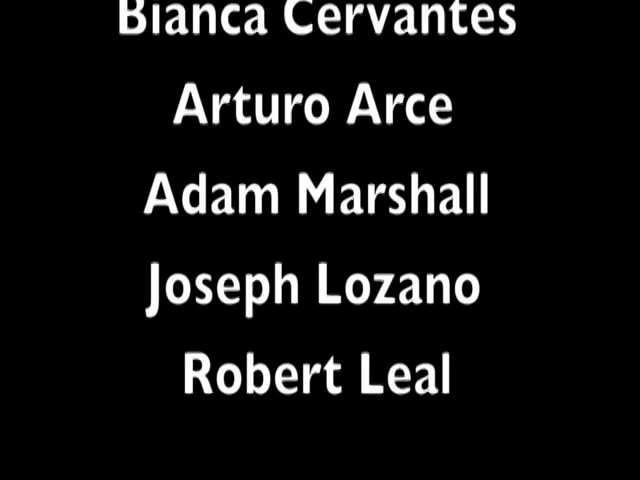 Bianca Cervantes
Arturo Arce
Adam Marshall
Joseph Lozano
Robert Leal